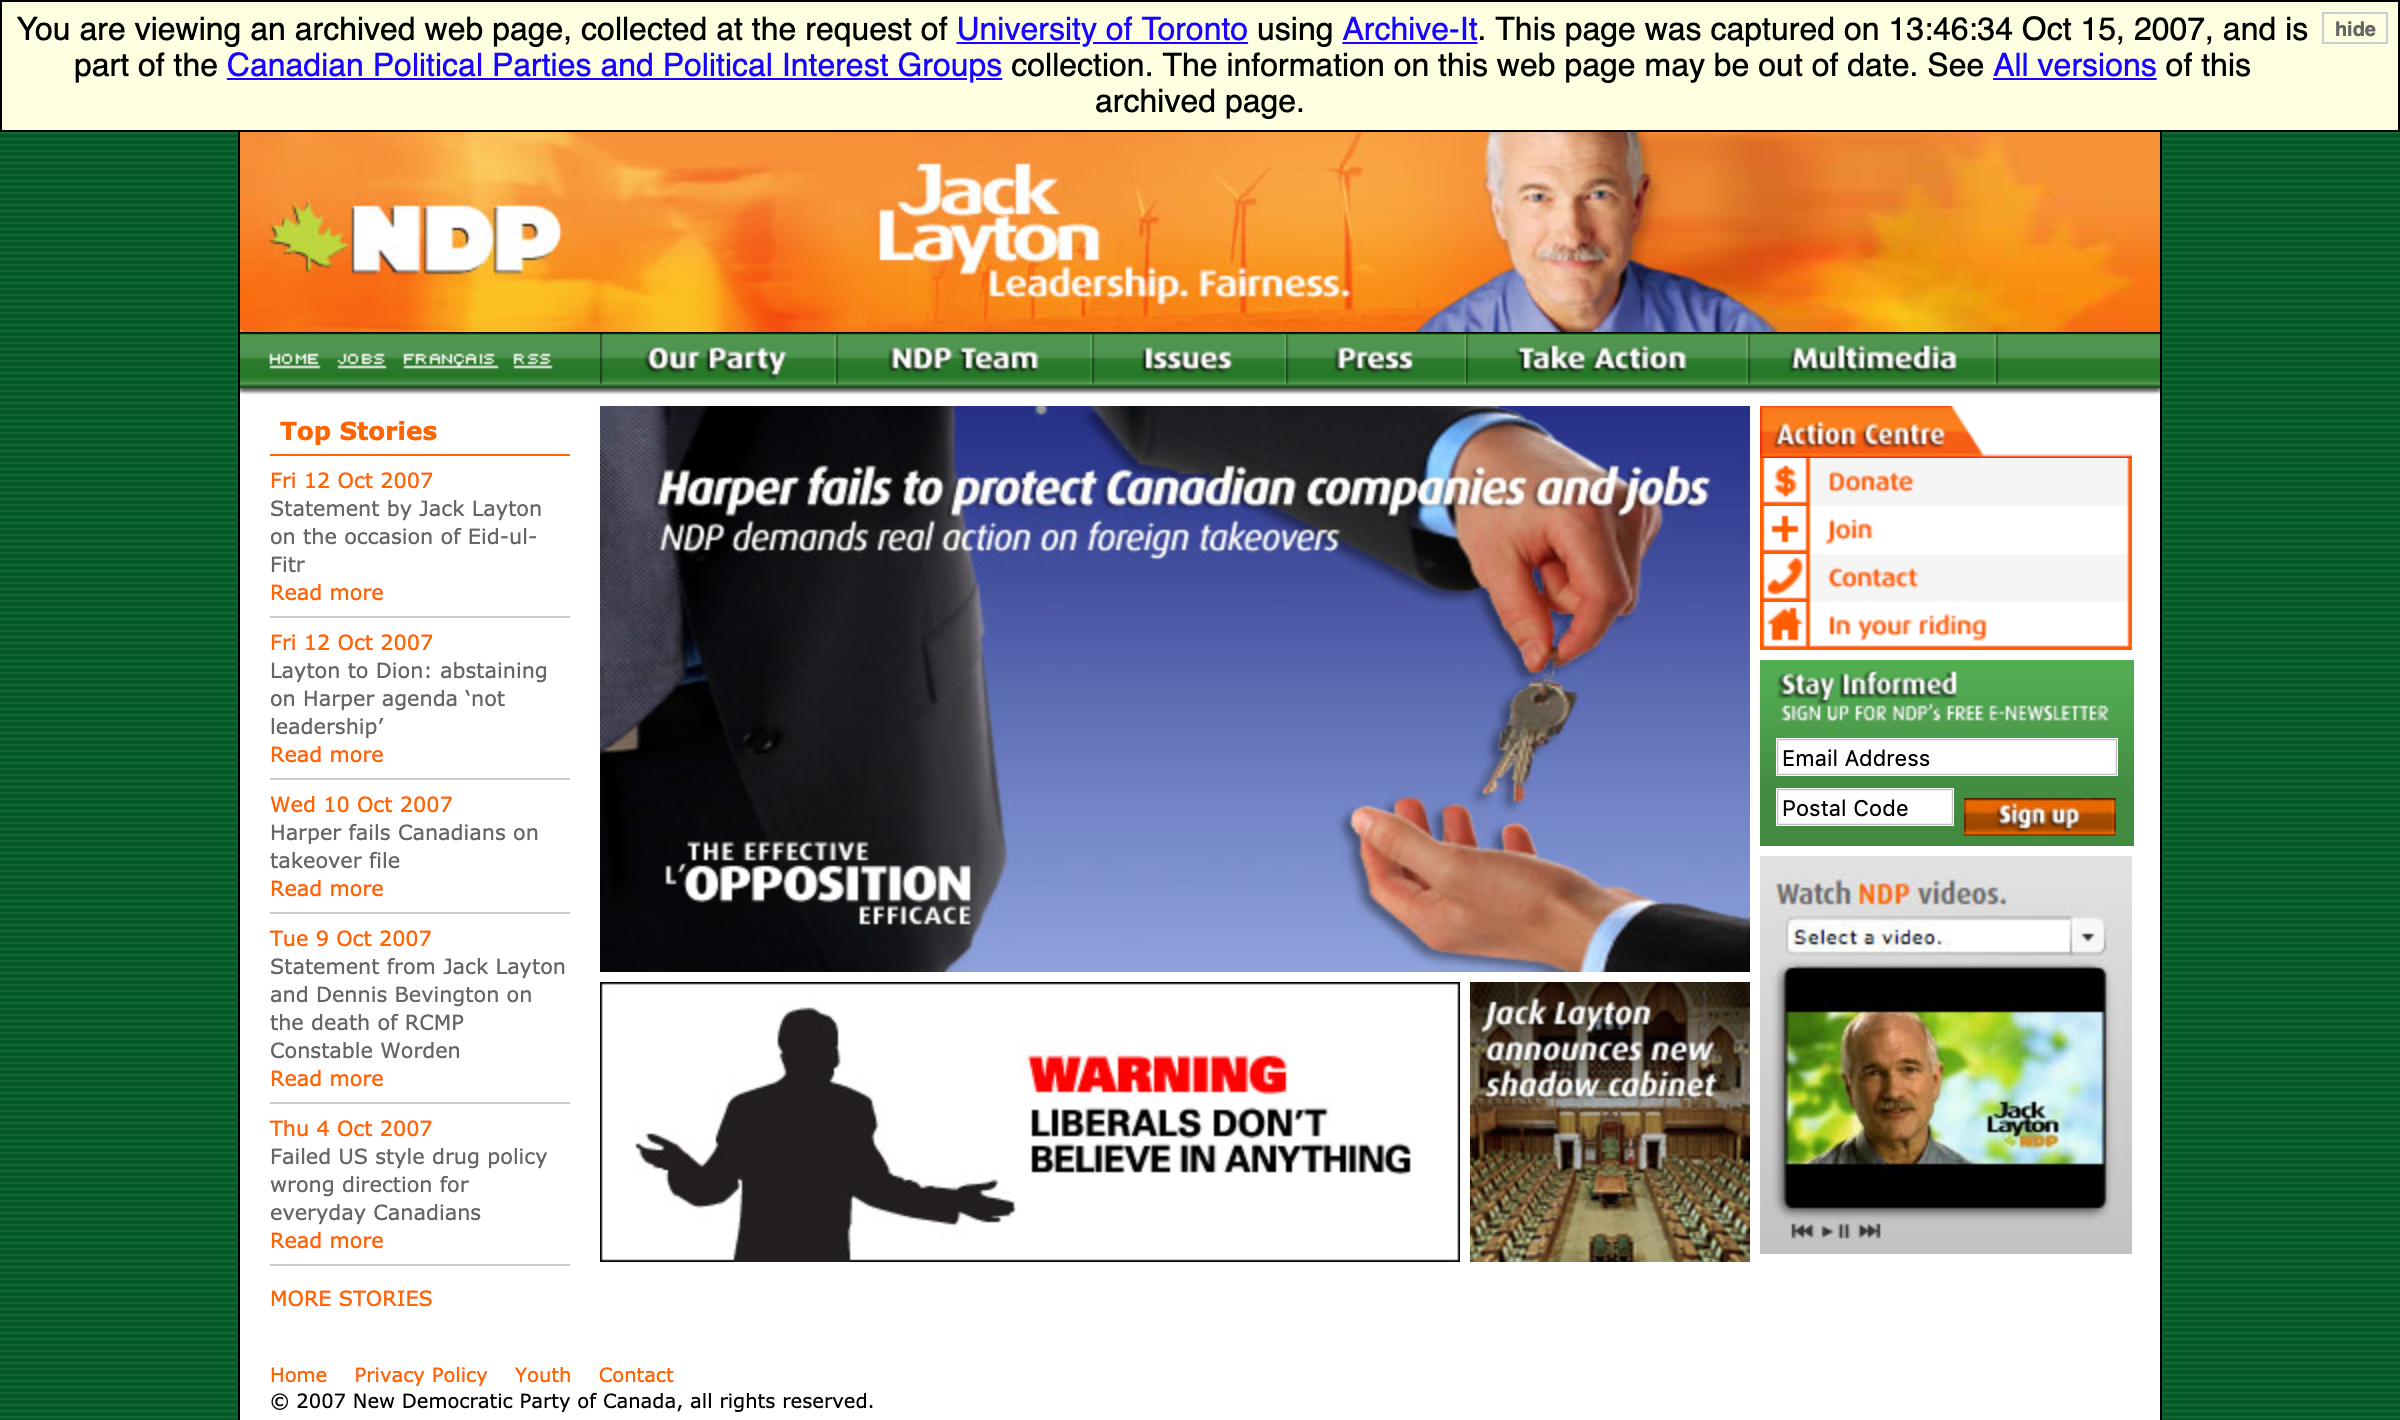 You are viewing an archived web page, collected at the request of University of Toronto using Archive-It. This page was captured on 13:46:34 Oct 15, 2007, and is
hide
part of the Canadian Political Parties and Political Interest Groups collection. The information on this web page may be out of date. See All versions of this
archived page.
NDP
Jack
Layton
Leadership. Fairness.
HOME JOBS FRANÇAIS RSS
Our Party
NDP Team
Issues
Press
Take Action
Multimedia
Top Stories
Fri 12 Oct 2007
Statement by Jack Layton
on the occasion of Eid-ul-
Fitr
Read more
Fri 12 Oct 2007
Layton to Dion: abstaining
on Harper agenda ‘not
leadership’
Read more
Wed 10 Oct 2007
Harper fails Canadians on
takeover file
Read more
Tue 9 Oct 2007
Statement from Jack Layton
and Dennis Bevington on
the death of RCMP
Constable Worden
Read more
Thu 4 Oct 2007
Failed US style drug policy
wrong direction for
everyday Canadians
Read more
MORE STORIES
Harper fails to protect Canadian companies and jobs
NDP demands real action on foreign takeovers
THE EFFECTIVE
L'OPPOSITION
EFFICACE
WARNING
LIBERALS DON'T
BELIEVE IN ANYTHING
Jack Layton
announces new
shadow cabinet
Action Centre
$ Donate
+ Join
Contact
In your riding
Stay Informed
SIGN UP FOR NDP's FREE E-NEWSLETTER
Email Address
Postal Code
Sign up
Watch NDP videos.
Select a video.
Jack
Layton
NDP
Home Privacy Policy Youth Contact
© 2007 New Democratic Party of Canada, all rights reserved.